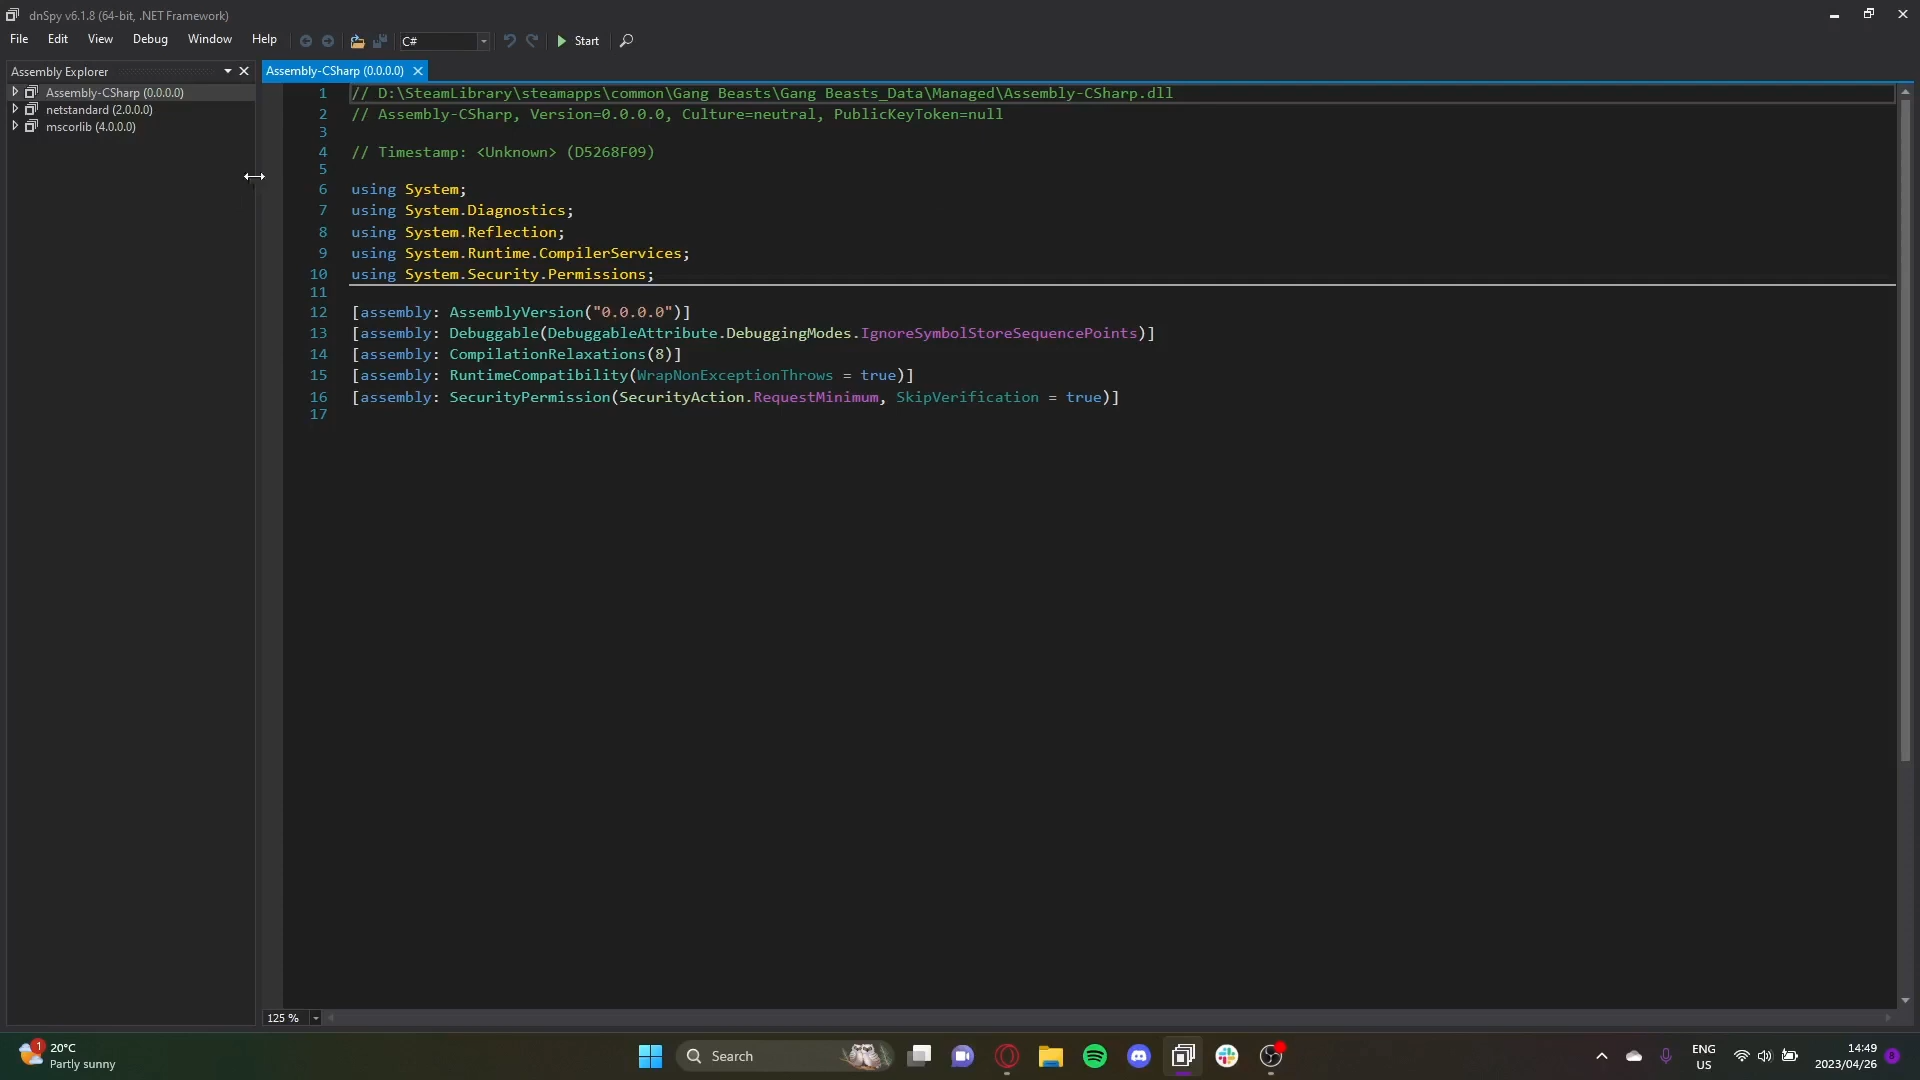 dnSpy v6.1.8 (64-bit, .NET Framework)
File Edit View Debug Window Help C# Start
Assembly Explorer
Assembly-CSharp (0.0.0.0)
netstandard (2.0.0.0)
mscorlib (4.0.0.0)
Assembly-CSharp (0.0.0.0)
1 // D:\SteamLibrary\steamapps\common\Gang Beasts\Gang Beasts_Data\Managed\Assembly-CSharp.dll
2 // Assembly-CSharp, Version=0.0.0.0, Culture=neutral, PublicKeyToken=null
3
4 // Timestamp: <Unknown> (D5268F09)
5
6 using System;
7 using System.Diagnostics;
8 using System.Reflection;
9 using System.Runtime.CompilerServices;
10 using System.Security.Permissions;
11
12 [assembly: AssemblyVersion("0.0.0.0")]
13 [assembly: Debuggable(DebuggableAttribute.DebuggingModes.IgnoreSymbolStoreSequencePoints)]
14 [assembly: CompilationRelaxations(8)]
15 [assembly: RuntimeCompatibility(WrapNonExceptionThrows = true)]
16 [assembly: SecurityPermission(SecurityAction.RequestMinimum, SkipVerification = true)]
17
125 %
1
20°C
Partly sunny
Search
ENG
US
14:49
2023/04/26
8